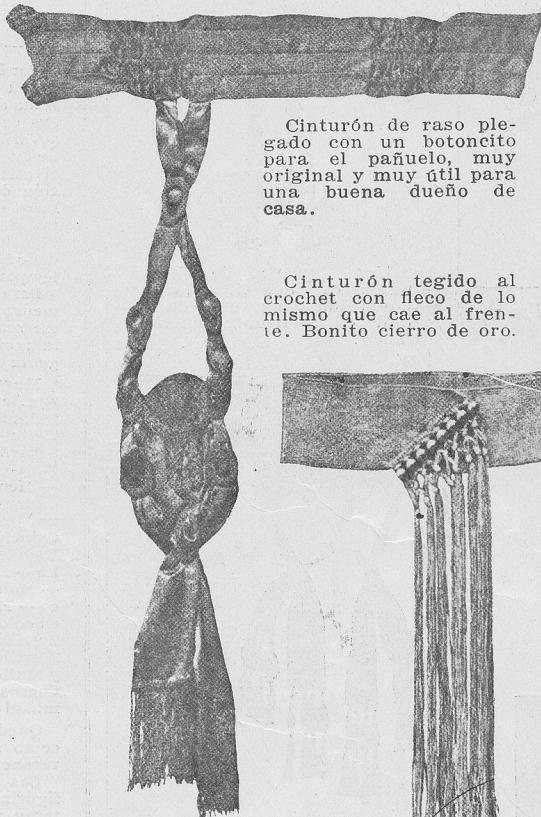 Cinturón de raso ple-
gado con un botoncito
para el pañuelo, muy
original y muy útil para
una buena dueño de
casa.
Cinturón tegido al
crochet con fleco de lo
mismo que cae al fren-
te. Bonito cierro de oro.